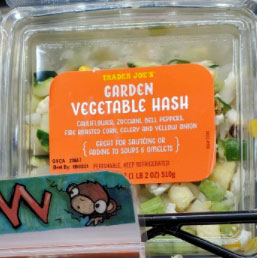 TRADER JOE'S
GARDEN
VEGETABLE HASH
CAULIFLOWER, ZUCCHINI, BELL PEPPERS,
FIRE ROASTED CORN, CELERY AND YELLOW ONION
GREAT FOR SAUTEING OR
ADDING TO SOUPS & OMELETS
PERISHABLE, KEEP REFRIGERATED
(1 LB 2 OZ) 510g
W